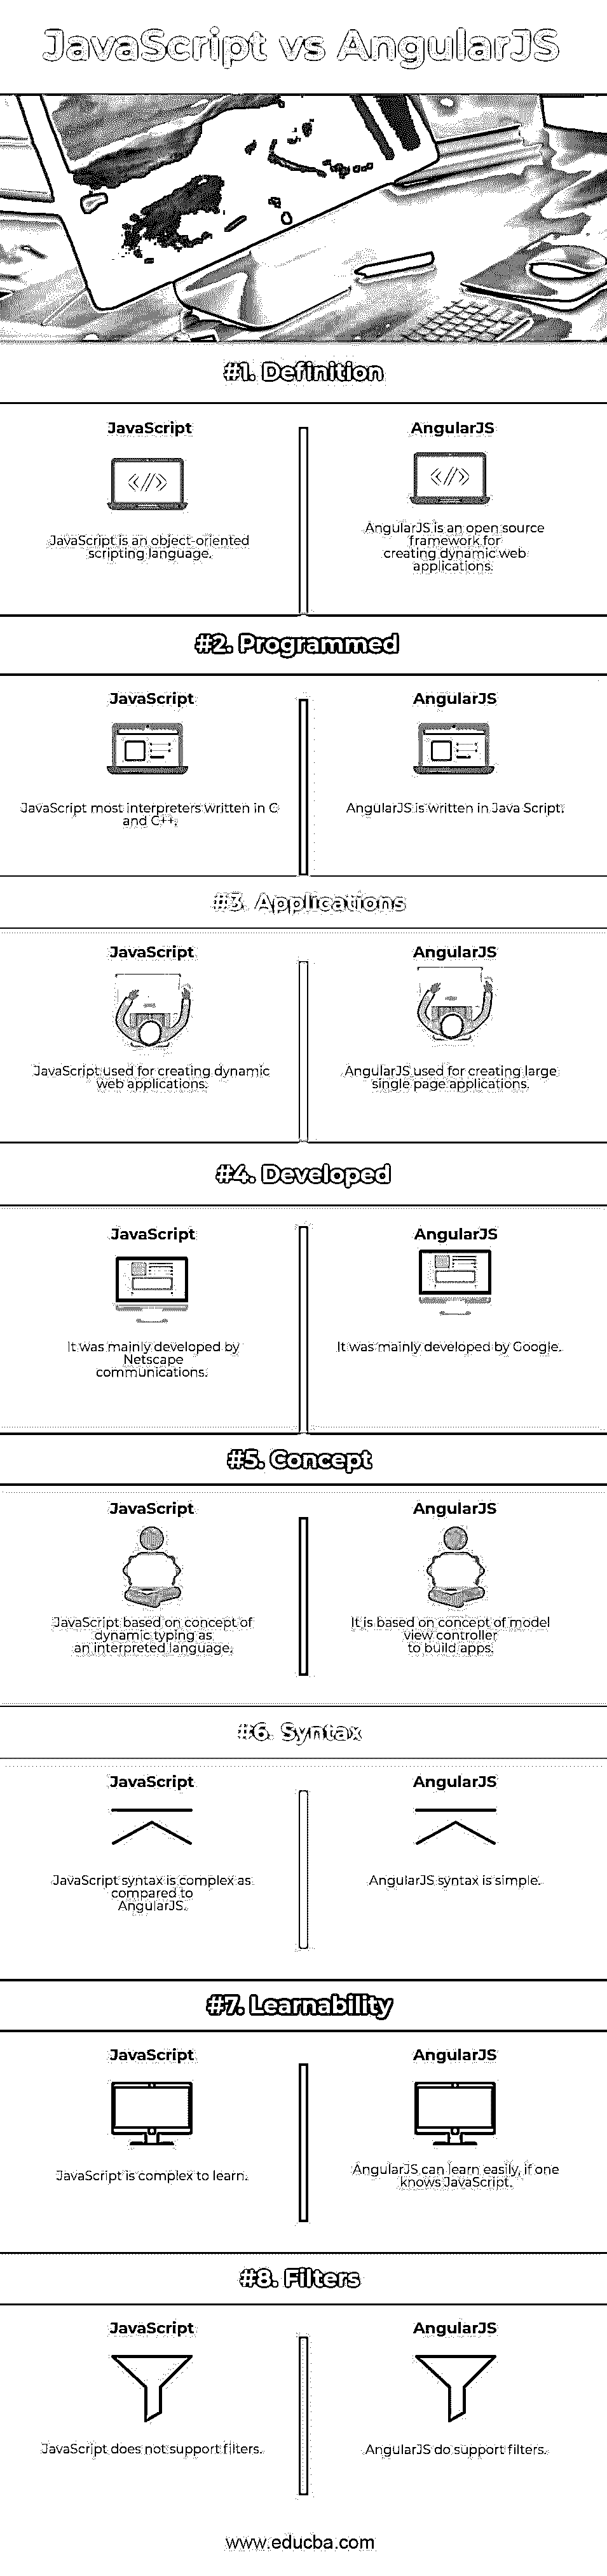 JavaScript vs AngularJS
#1. Definition
JavaScript
AngularJS
</>
</>
JavaScript is an object-oriented
scripting language.
AngularJS is an open source
framework for
creating dynamic web
applications.
#2. Programmed
JavaScript
AngularJS
JavaScript most interpreters written in C
and C++.
AngularJS is written in Java Script.
#3. Applications
JavaScript
AngularJS
JavaScript used for creating dynamic
web applications.
AngularJS used for creating large
single page applications.
#4. Developed
JavaScript
AngularJS
It was mainly developed by
Netscape
communications.
It was mainly developed by Google.
#5. Concept
JavaScript
AngularJS
JavaScript based on concept of
dynamic typing as
an interpreted language.
It is based on concept of model
view controller
to build apps.
#6. Syntax
JavaScript
AngularJS
JavaScript syntax is complex as
compared to
AngularJS.
AngularJS syntax is simple.
#7. Learnability
JavaScript
AngularJS
JavaScript is complex to learn.
AngularJS can learn easily, if one
knows JavaScript.
#8. Filters
JavaScript
AngularJS
JavaScript does not support filters.
AngularJS do support filters.
www.educba.com